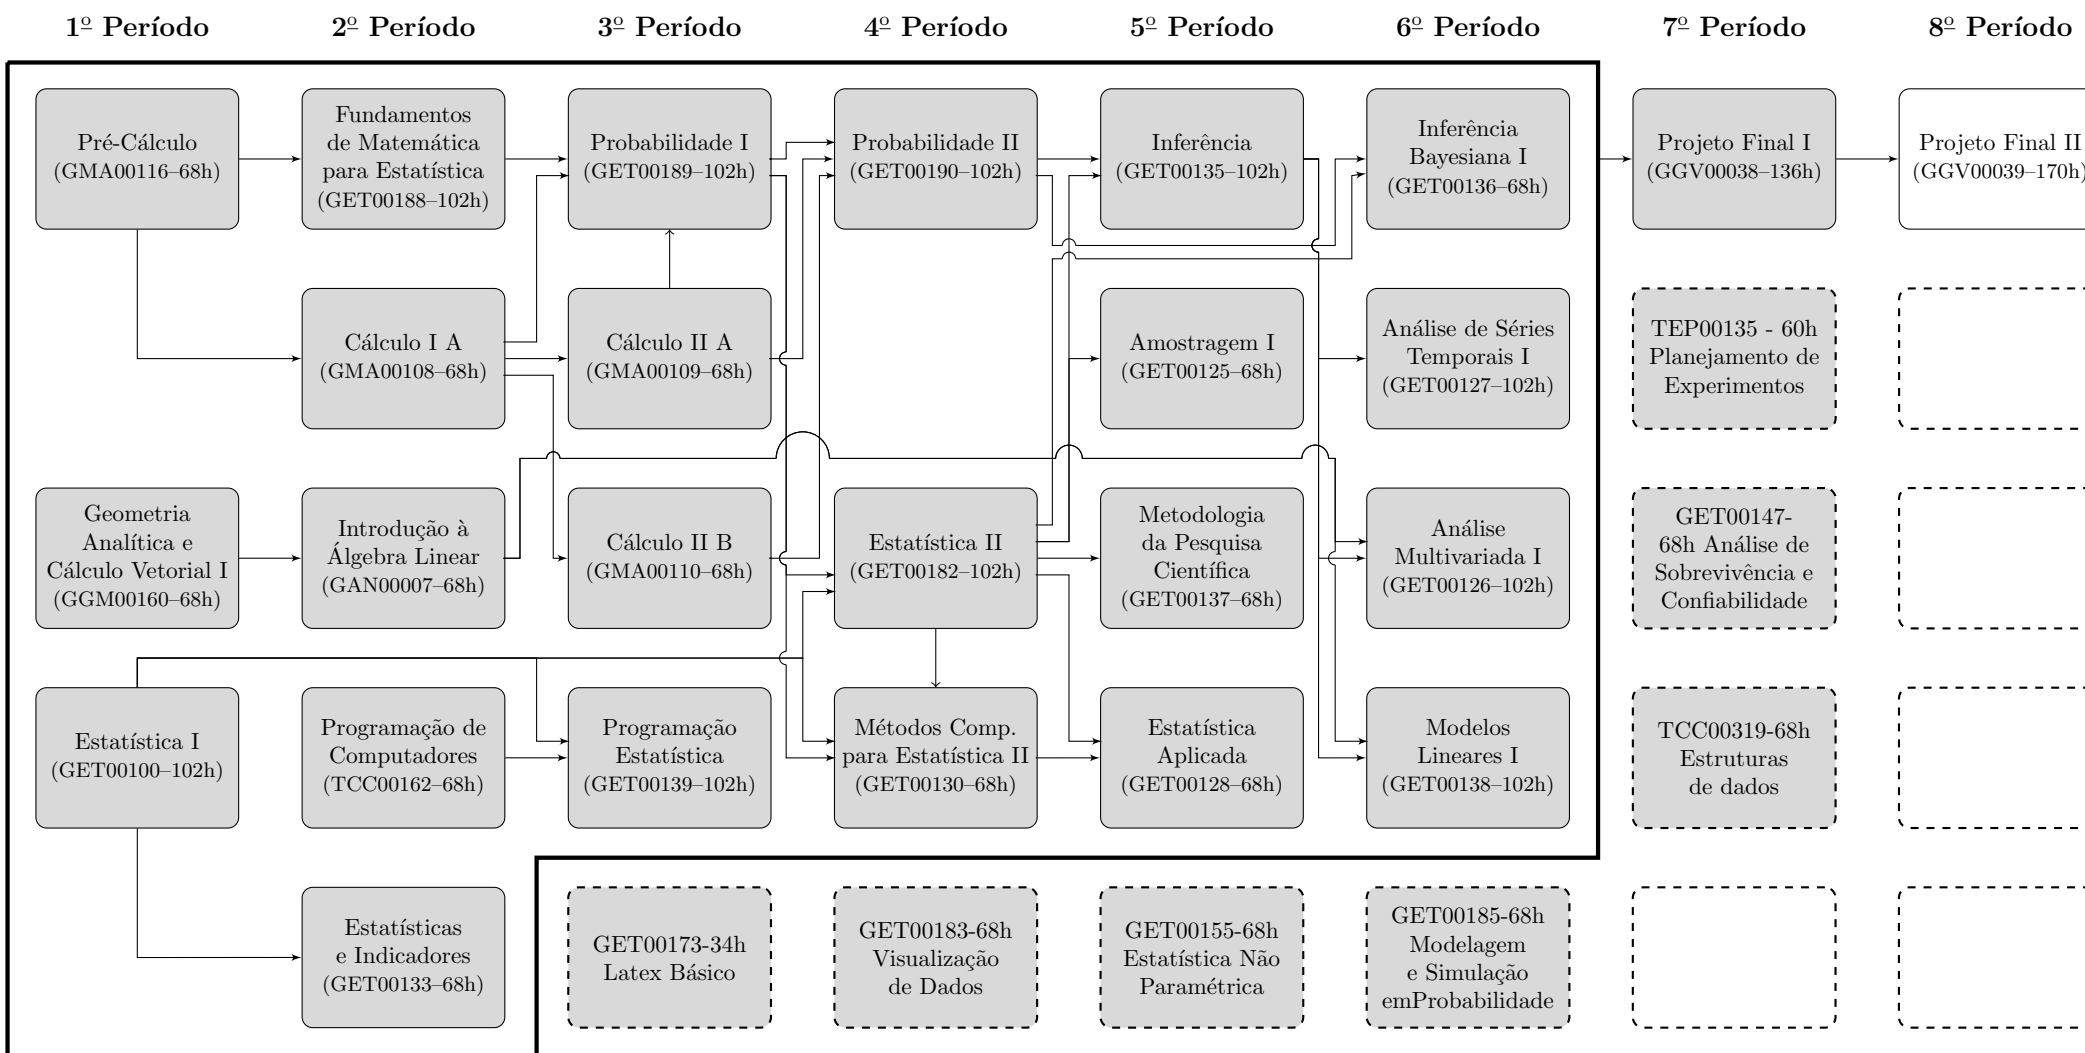 1º Período
2º Período
3º Período
4º Período
5º Período
6º Período
7º Período
8º Período
Pré-Cálculo
(GMA00116–68h)
Fundamentos
de Matemática
para Estatística
(GET00188–102h)
Probabilidade I
(GET00189–102h)
Probabilidade II
(GET00190–102h)
Inferência
(GET00135–102h)
Inferência
Bayesiana I
(GET00136–68h)
Projeto Final I
(GGV00038–136h)
Projeto Final II
(GGV00039–170h)
Cálculo I A
(GMA00108–68h)
Cálculo II A
(GMA00109–68h)
Amostragem I
(GET00125–68h)
Análise de Séries
Temporais I
(GET00127–102h)
TEP00135 - 60h
Planejamento de
Experimentos
Geometria
Analítica e
Cálculo Vetorial I
(GGM00160–68h)
Introdução à
Álgebra Linear
(GAN00007–68h)
Cálculo II B
(GMA00110–68h)
Estatística II
(GET00182–102h)
Metodologia
da Pesquisa
Científica
(GET00137–68h)
Análise
Multivariada I
(GET00126–102h)
GET00147-
68h Análise de
Sobrevivência e
Confiabilidade
Estatística I
(GET00100–102h)
Programação de
Computadores
(TCC00162–68h)
Programação
Estatística
(GET00139–102h)
Métodos Comp.
para Estatística II
(GET00130–68h)
Estatística
Aplicada
(GET00128–68h)
Modelos
Lineares I
(GET00138–102h)
TCC00319-68h
Estruturas
de dados
Estatísticas
e Indicadores
(GET00133–68h)
GET00173-34h
Latex Básico
GET00183-68h
Visualização
de Dados
GET00155-68h
Estatística Não
Paramétrica
GET00185-68h
Modelagem
e Simulação
emProbabilidade